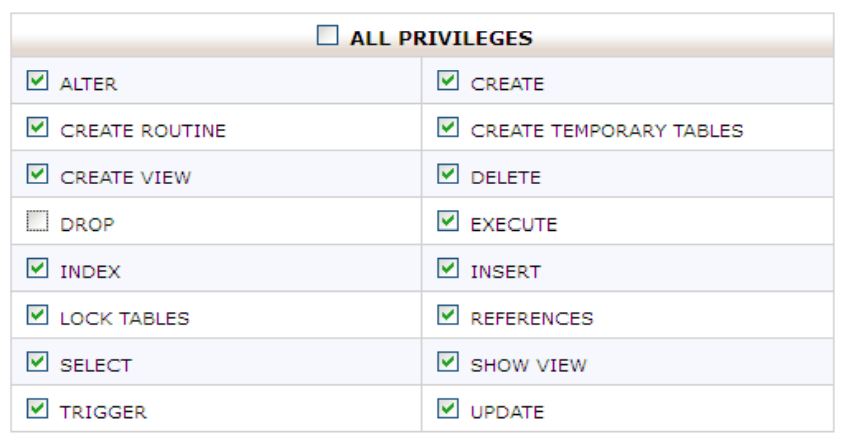 ALL PRIVILEGES
ALTER CREATE
CREATE ROUTINE CREATE TEMPORARY TABLES
CREATE VIEW DELETE
DROP EXECUTE
INDEX INSERT
LOCK TABLES REFERENCES
SELECT SHOW VIEW
TRIGGER UPDATE